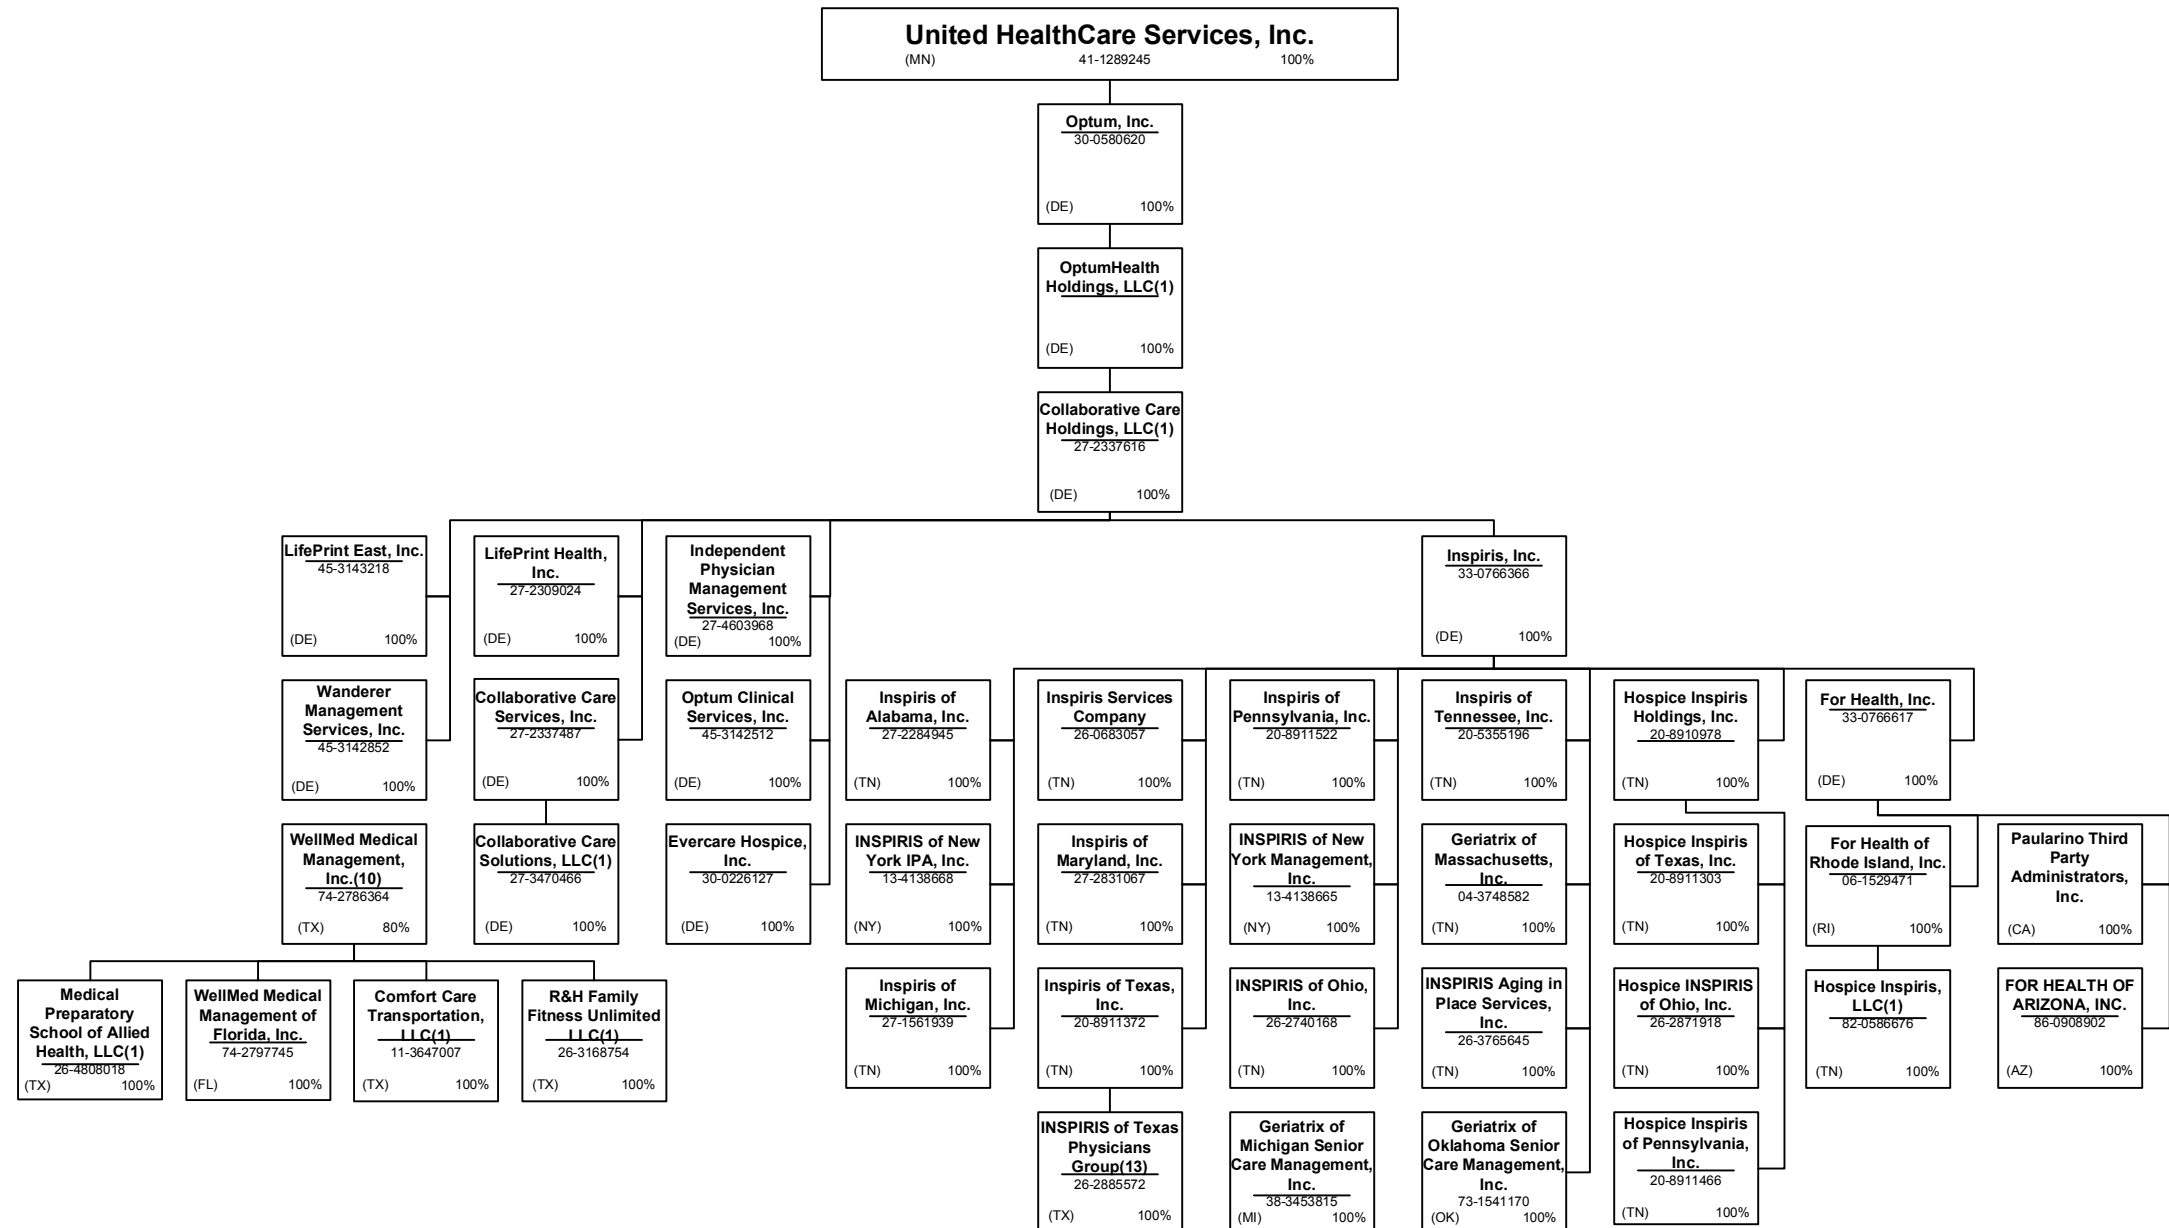 United HealthCare Services, Inc.
(MN) 41-1289245 100%
Optum, Inc.
30-0580620
(DE) 100%
OptumHealth
Holdings, LLC(1)
(DE) 100%
Collaborative Care
Holdings, LLC(1)
27-2337616
(DE) 100%
LifePrint East, Inc.
45-3143218
(DE) 100%
LifePrint Health,
Inc.
27-2309024
(DE) 100%
Independent
Physician
Management
Services, Inc.
27-4603968
(DE) 100%
Inspiris, Inc.
33-0766366
(DE) 100%
Wanderer
Management
Services, Inc.
45-3142852
(DE) 100%
Collaborative Care
Services, Inc.
27-2337487
(DE) 100%
Optum Clinical
Services, Inc.
45-3142512
(DE) 100%
Inspiris of
Alabama, Inc.
27-2284945
(TN) 100%
Inspiris Services
Company
26-0683057
(TN) 100%
Inspiris of
Pennsylvania, Inc.
20-8911522
(TN) 100%
Inspiris of
Tennessee, Inc.
20-5355196
(TN) 100%
Hospice Inspiris
Holdings, Inc.
20-8910978
(TN) 100%
For Health, Inc.
33-0766617
(DE) 100%
WellMed Medical
Management,
Inc.(10)
74-2786364
(TX) 80%
Collaborative Care
Solutions, LLC(1)
27-3470466
(DE) 100%
Evercare Hospice,
Inc.
30-0226127
(DE) 100%
INSPIRIS of New
York IPA, Inc.
13-4138668
(NY) 100%
Inspiris of
Maryland, Inc.
27-2831067
(TN) 100%
INSPIRIS of New
York Management,
Inc.
13-4138665
(NY) 100%
Geriatrix of
Massachusetts,
Inc.
04-3748582
(TN) 100%
Hospice Inspiris
of Texas, Inc.
20-8911303
(TN) 100%
For Health of
Rhode Island, Inc.
06-1529471
(RI) 100%
Paularino Third
Party
Administrators,
Inc.
(CA) 100%
Medical
Preparatory
School of Allied
Health, LLC(1)
26-4808018
(TX) 100%
WellMed Medical
Management of
Florida, Inc.
74-2797745
(FL) 100%
Comfort Care
Transportation,
LLC(1)
11-3647007
(TX) 100%
R&H Family
Fitness Unlimited
LLC(1)
26-3168754
(TX) 100%
Inspiris of
Michigan, Inc.
27-1561939
(TN) 100%
Inspiris of Texas,
Inc.
20-8911372
(TN) 100%
INSPIRIS of Ohio,
Inc.
26-2740168
(TN) 100%
INSPIRIS Aging in
Place Services,
Inc.
26-3765645
(TN) 100%
Hospice INSPIRIS
of Ohio, Inc.
26-2871918
(TN) 100%
Hospice Inspiris,
LLC(1)
82-0586676
(TN) 100%
FOR HEALTH OF
ARIZONA, INC.
86-0908902
(AZ) 100%
INSPIRIS of Texas
Physicians
Group(13)
26-2885572
(TX) 100%
Geriatrix of
Michigan Senior
Care Management,
Inc.
38-3453815
(MI) 100%
Geriatrix of
Oklahoma Senior
Care Management,
Inc.
73-1541170
(OK) 100%
Hospice Inspiris
of Pennsylvania,
Inc.
20-8911466
(TN) 100%